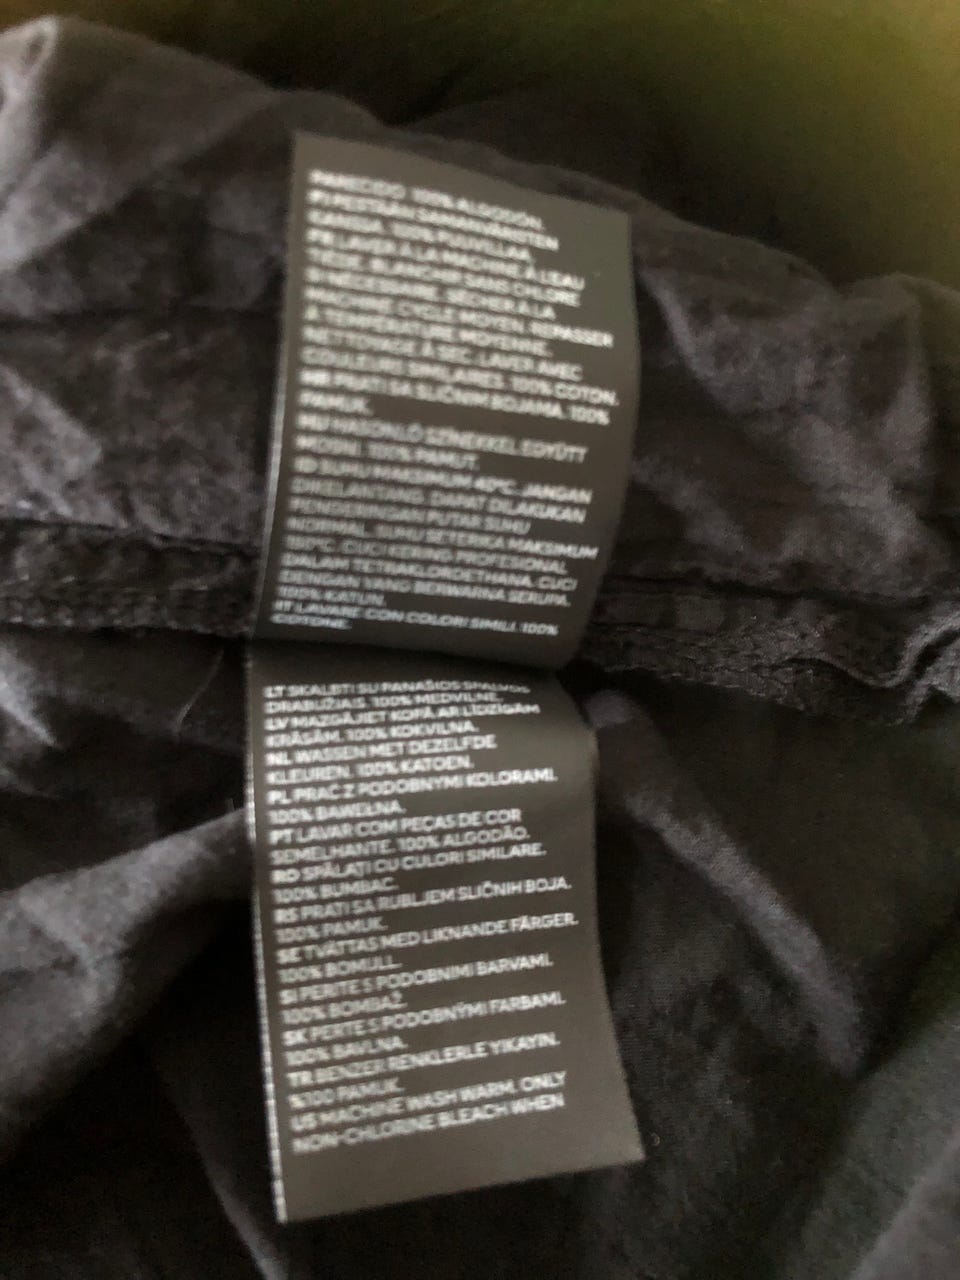 PARECIDO. 100% ALGODÓN.
FI PESTÄÄN SAMANVÄRISTEN
KANSSA. 100% PUUVILLAA.
FR LAVER À LA MACHINE À L'EAU
TIÈDE. BLANCHIR SANS CHLORE
SI NÉCESSAIRE. SÉCHER À LA
MACHINE CYCLE MOYEN. REPASSER
À TEMPÉRATURE MOYENNE.
NETTOYAGE À SEC. LAVER AVEC
COULEURS SIMILAIRES. 100% COTON.
HR PRATI SA SLIČNIM BOJAMA. 100%
PAMUK.
HU HASONLÓ SZÍNEKKEL EGYÜTT
MOSNI. 100% PAMUT.
ID SUHU MAKSIMUM 40°C. JANGAN
DIKELANTANG. DAPAT DILAKUKAN
PENGERINGAN PUTAR SUHU
NORMAL. SUHU SETERIKA MAKSIMUM
150°C. CUCI KERING PROFESIONAL
DALAM TETRAKLOROETHANA. CUCI
DENGAN YANG BERWARNA SERUPA.
100% KATUN.
IT LAVARE CON COLORI SIMILI. 100%
COTONE.
LT SKALBTI SU PANAŠIOS SPALVOS
DRABUŽIAIS. 100% MEDVILNĖ.
LV MAZGĀJIET KOPĀ AR LĪDZĪGĀM
KRĀSĀM. 100% KOKVILNA.
NL WASSEN MET DEZELFDE
KLEUREN. 100% KATOEN.
PL PRAĆ Z PODOBNYMI KOLORAMI.
100% BAWEŁNA.
PT LAVAR COM PEÇAS DE COR
SEMELHANTE. 100% ALGODÃO.
RO SPĂLAȚI CU CULORI SIMILARE.
100% BUMBAC.
RS PRATI SA RUBLJEM SLIČNIH BOJA.
100% PAMUK.
SE TVÄTTAS MED LIKNANDE FÄRGER.
100% BOMULL.
SI PERITE S PODOBNIMI BARVAMI.
100% BOMBAŽ.
SK PERTE S PODOBNÝMI FARBAMI.
100% BAVLNA.
TR BENZER RENKLERLE YIKAYIN.
%100 PAMUK.
US MACHINE WASH WARM. ONLY
NON-CHLORINE BLEACH WHEN